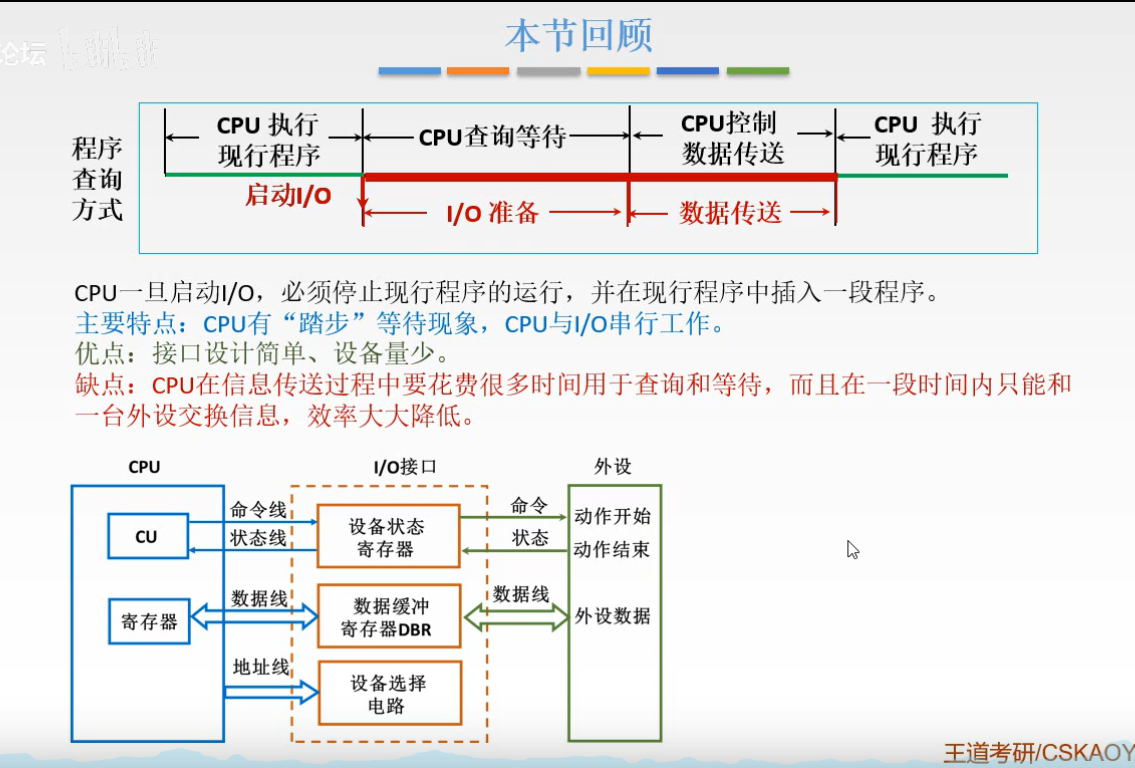 论坛
本节回顾
程序
查询
方式
CPU 执行
现行程序
CPU查询等待
CPU控制
数据传送
CPU 执行
现行程序
启动I/O
I/O 准备
数据传送
CPU一旦启动I/O，必须停止现行程序的运行，并在现行程序中插入一段程序。
主要特点：CPU有“踏步”等待现象，CPU与I/O串行工作。
优点：接口设计简单、设备量少。
缺点：CPU在信息传送过程中要花费很多时间用于查询和等待，而且在一段时间内只能和
一台外设交换信息，效率大大降低。
CPU
I/O接口
外设
CU
命令线
状态线
设备状态
寄存器
命令
状态
动作开始
动作结束
寄存器
数据线
数据缓冲
寄存器DBR
数据线
外设数据
地址线
设备选择
电路
王道考研/CSKAOY